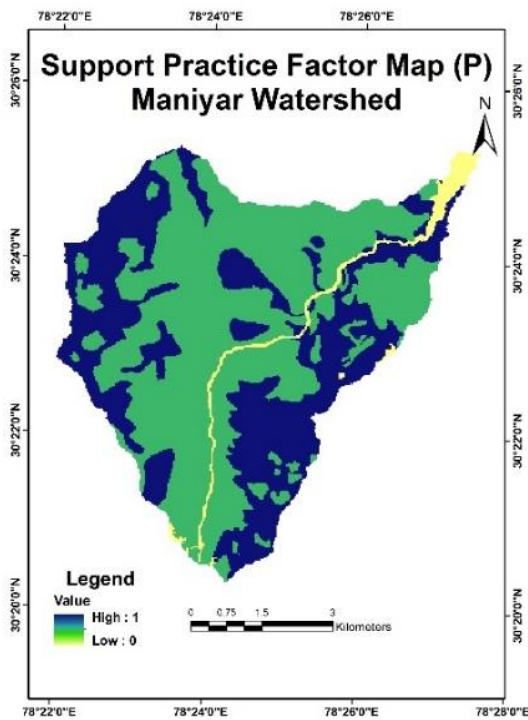 78°22'0"E 78°24'0"E 78°26'0"E
Support Practice Factor Map (P)
Maniyar Watershed
N
30°26'0"N 30°26'0"N
30°24'0"N 30°24'0"N
30°22'0"N 30°22'0"N
30°20'0"N 30°20'0"N
Legend
Value
High : 1
Low : 0
0 0.75 1.5 3
Kilometers
78°22'0"E 78°24'0"E 78°26'0"E 78°28'0"E